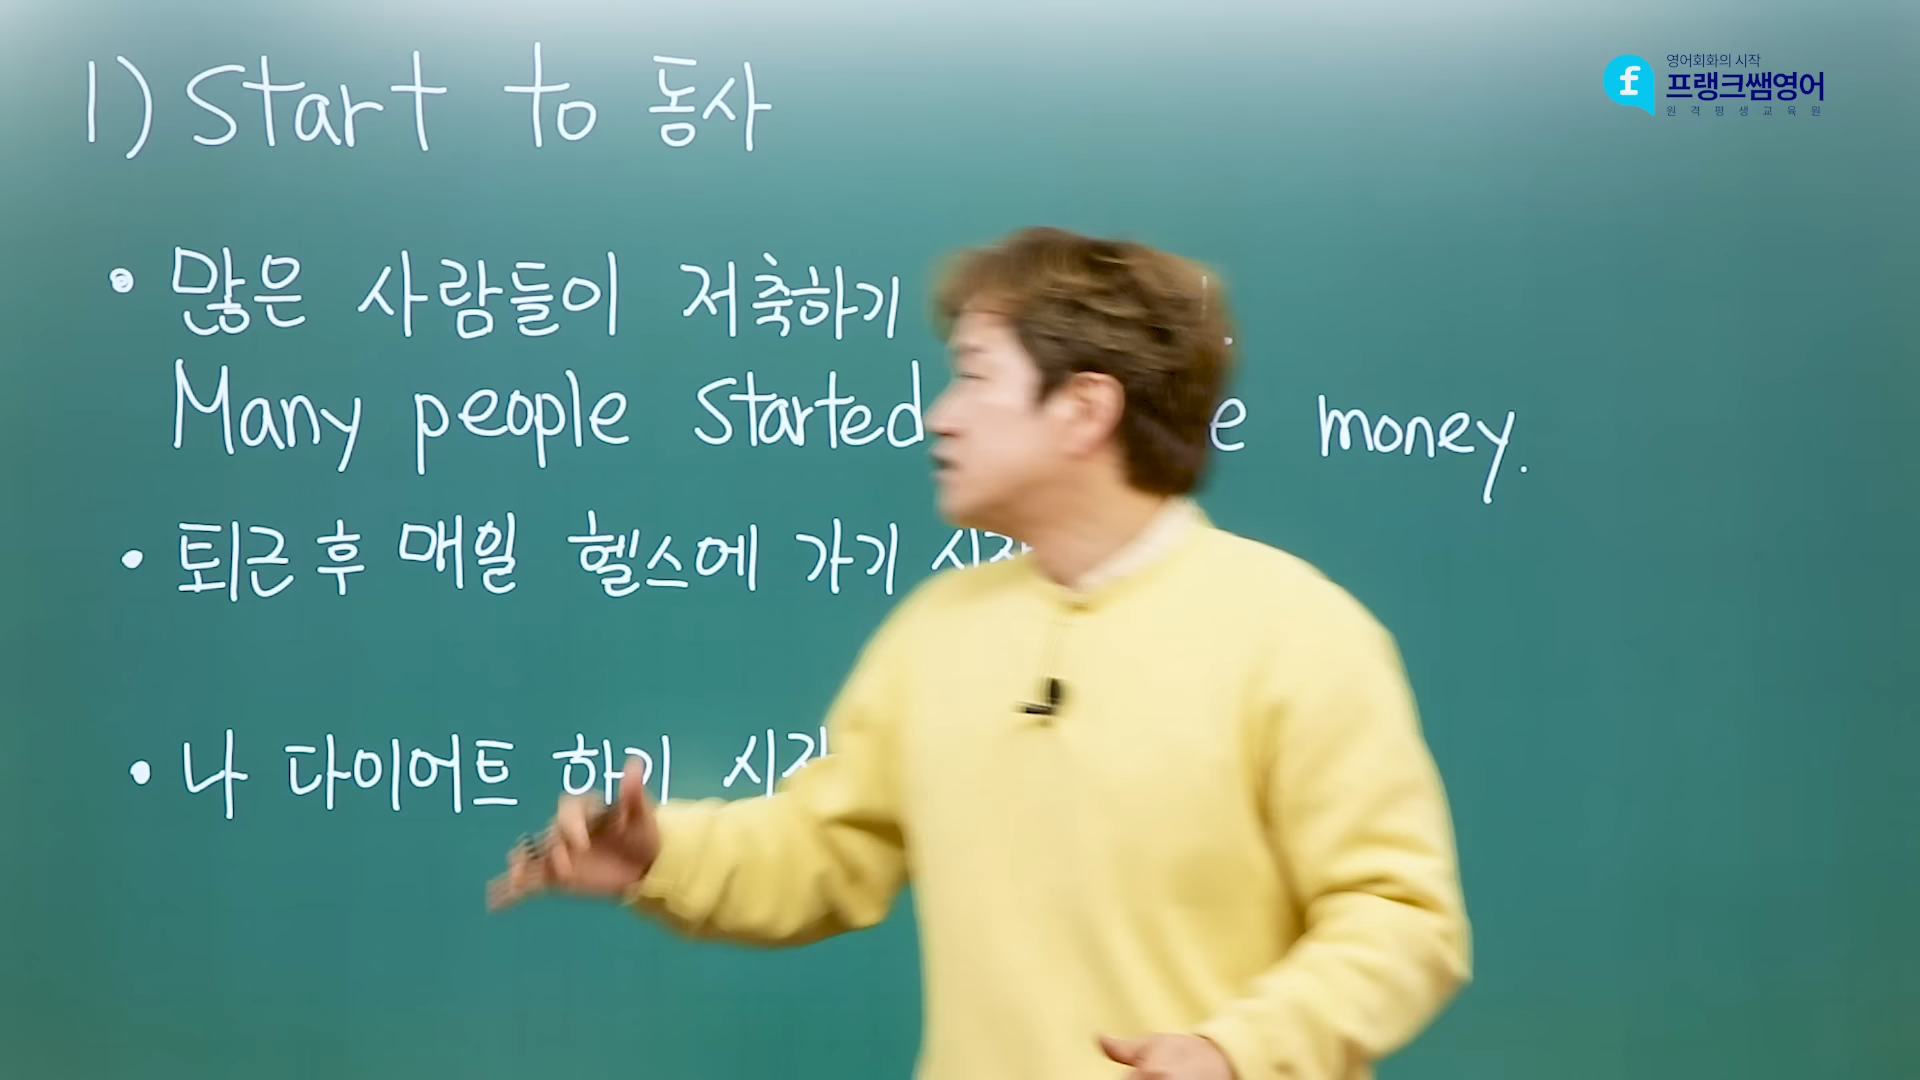 1) Start to 동사
영어회화의 시작
프랭크쌤영어
원격평생교육원
• 많은 사람들이 저축하기
Many people started money.
• 퇴근 후 매일 헬스에 가기
• 나 다이어트 하기